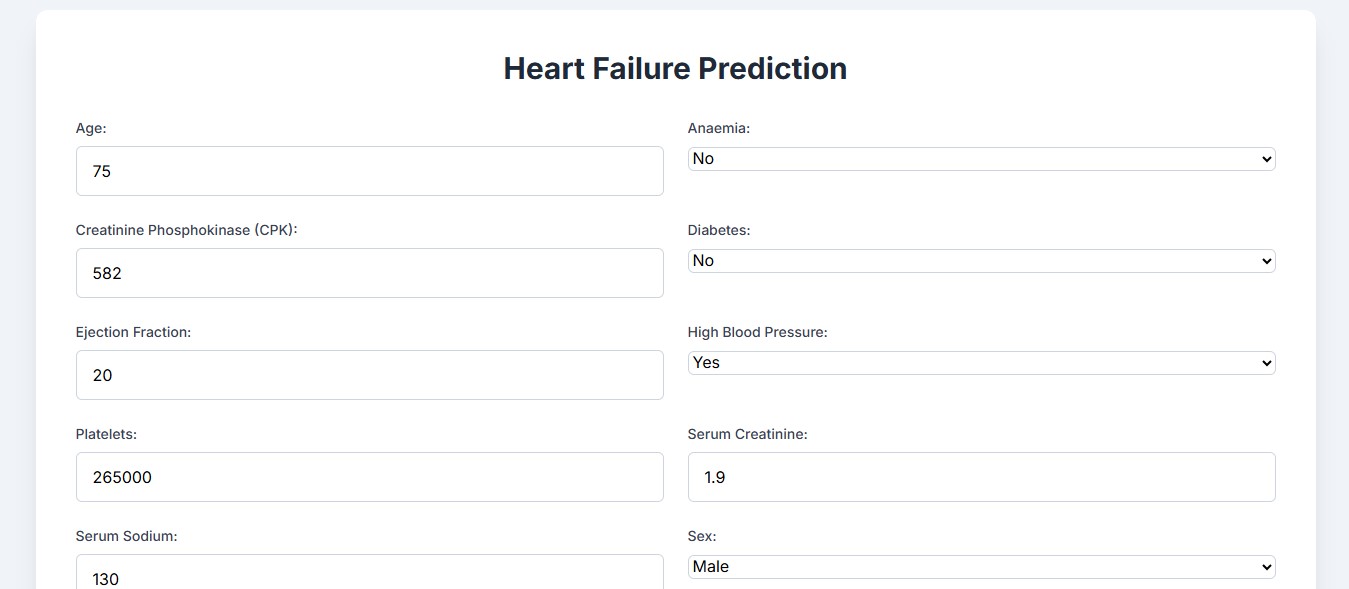 Heart Failure Prediction
Age:
Anaemia:
75
No
Creatinine Phosphokinase (CPK):
Diabetes:
582
No
Ejection Fraction:
High Blood Pressure:
20
Yes
Platelets:
Serum Creatinine:
265000
1.9
Serum Sodium:
Sex:
130
Male